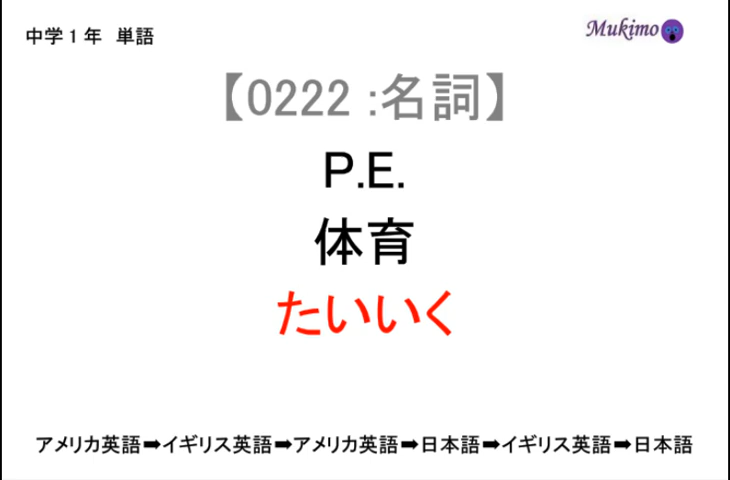 中学1年 単語
Mukimo
【0222 :名詞】
P.E.
体育
たいいく
アメリカ英語➡イギリス英語➡アメリカ英語➡日本語➡イギリス英語➡日本語